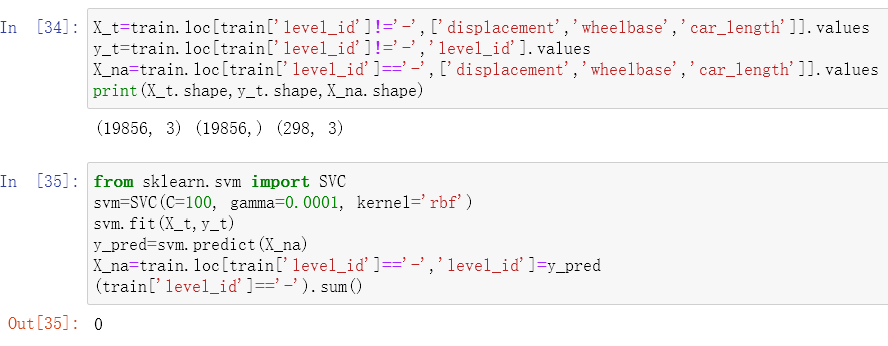 In [34]: X_t=train.loc[train['level_id']!='-',['displacement','wheelbase','car_length']].values
y_t=train.loc[train['level_id']!='-','level_id'].values
X_na=train.loc[train['level_id']=='-',['displacement','wheelbase','car_length']].values
print(X_t.shape,y_t.shape,X_na.shape)
(19856, 3) (19856,) (298, 3)
In [35]: from sklearn.svm import SVC
svm=SVC(C=100, gamma=0.0001, kernel='rbf')
svm.fit(X_t,y_t)
y_pred=svm.predict(X_na)
X_na=train.loc[train['level_id']=='-','level_id']=y_pred
(train['level_id']=='-').sum()
Out[35]: 0